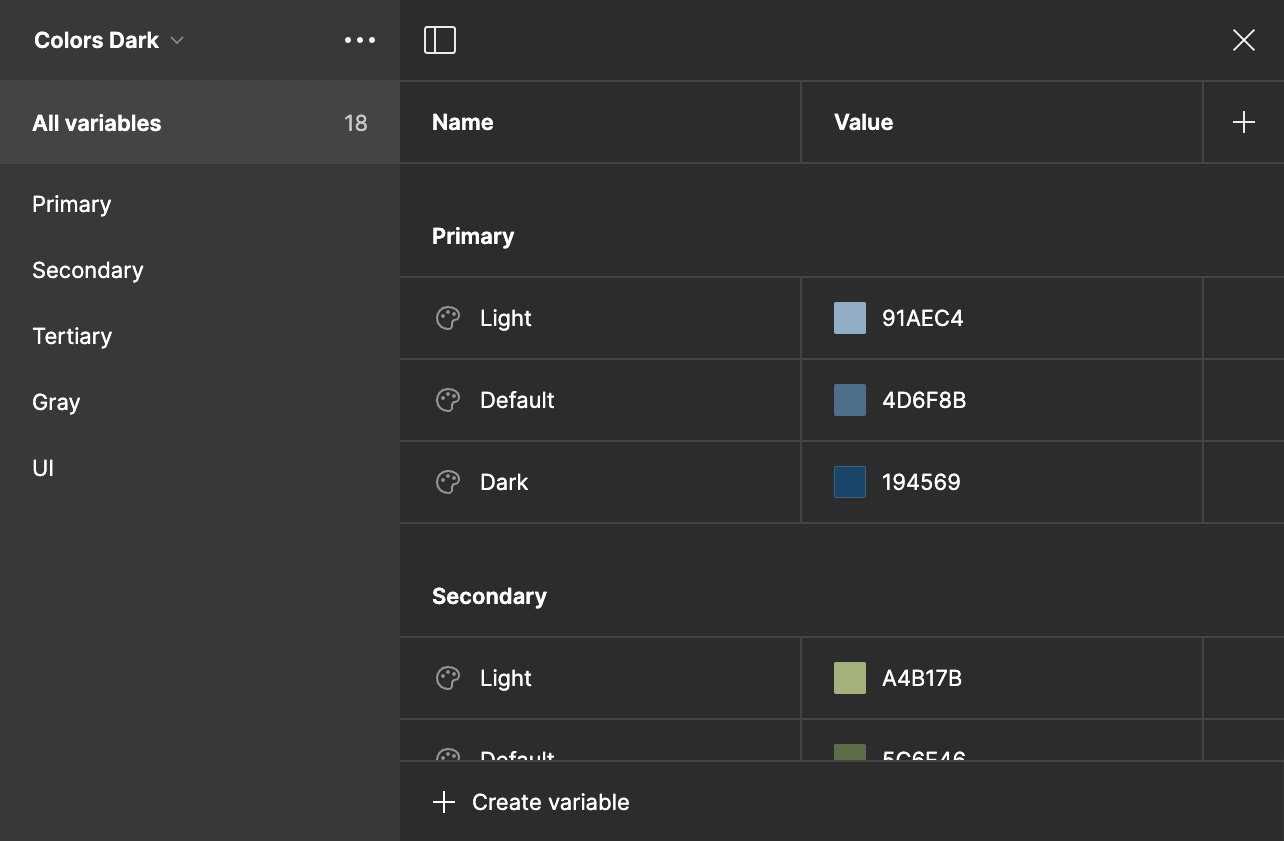 Colors Dark
All variables 18
Primary
Secondary
Tertiary
Gray
UI
Name Value
Primary
Light 91AEC4
Default 4D6F8B
Dark 194569
Secondary
Light A4B17B
Default
Create variable